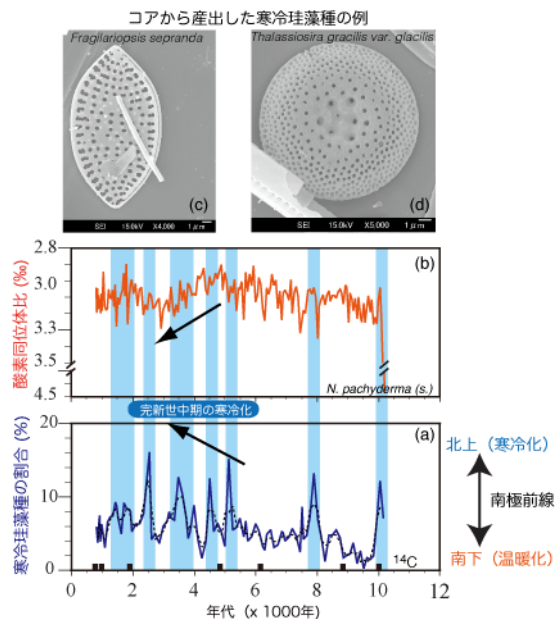 コアから産出した寒冷珪藻種の例
Fragilariopsis sepranda
Thalassiosira gracilis var. glacilis
(c)
(d)
SEI 15.0kV X4,000 1μm
SEI 15.0kV X5,000 1μm
酸素同位体比 (‰)
2.8
3.0
3.3
3.5
4.5
(b)
N. pachyderma (s.)
完新世中期の寒冷化
寒冷珪藻種の割合 (%)
20
10
0
(a)
14C
0 2 4 6 8 10 12
年代 (x 1000年)
北上（寒冷化）
南極前線
南下（温暖化）